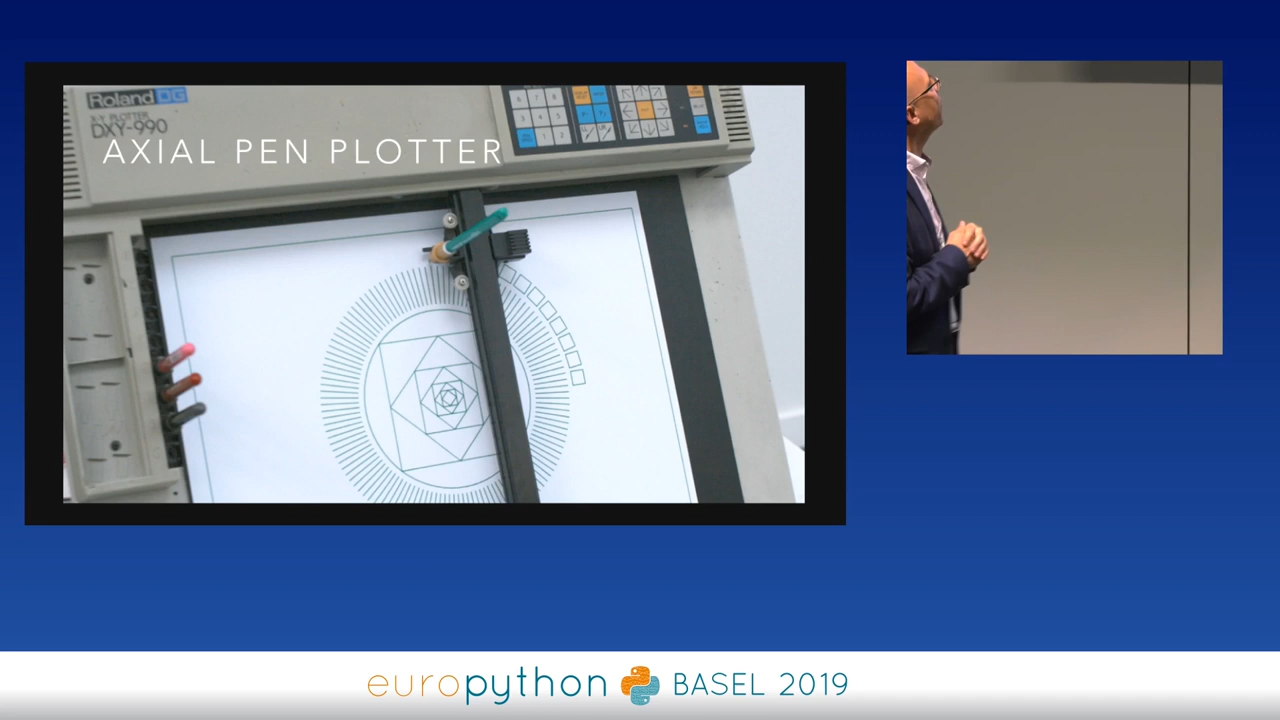 Roland DG
X-Y PLOTTER
DXY-990
AXIAL PEN PLOTTER
europython BASEL 2019